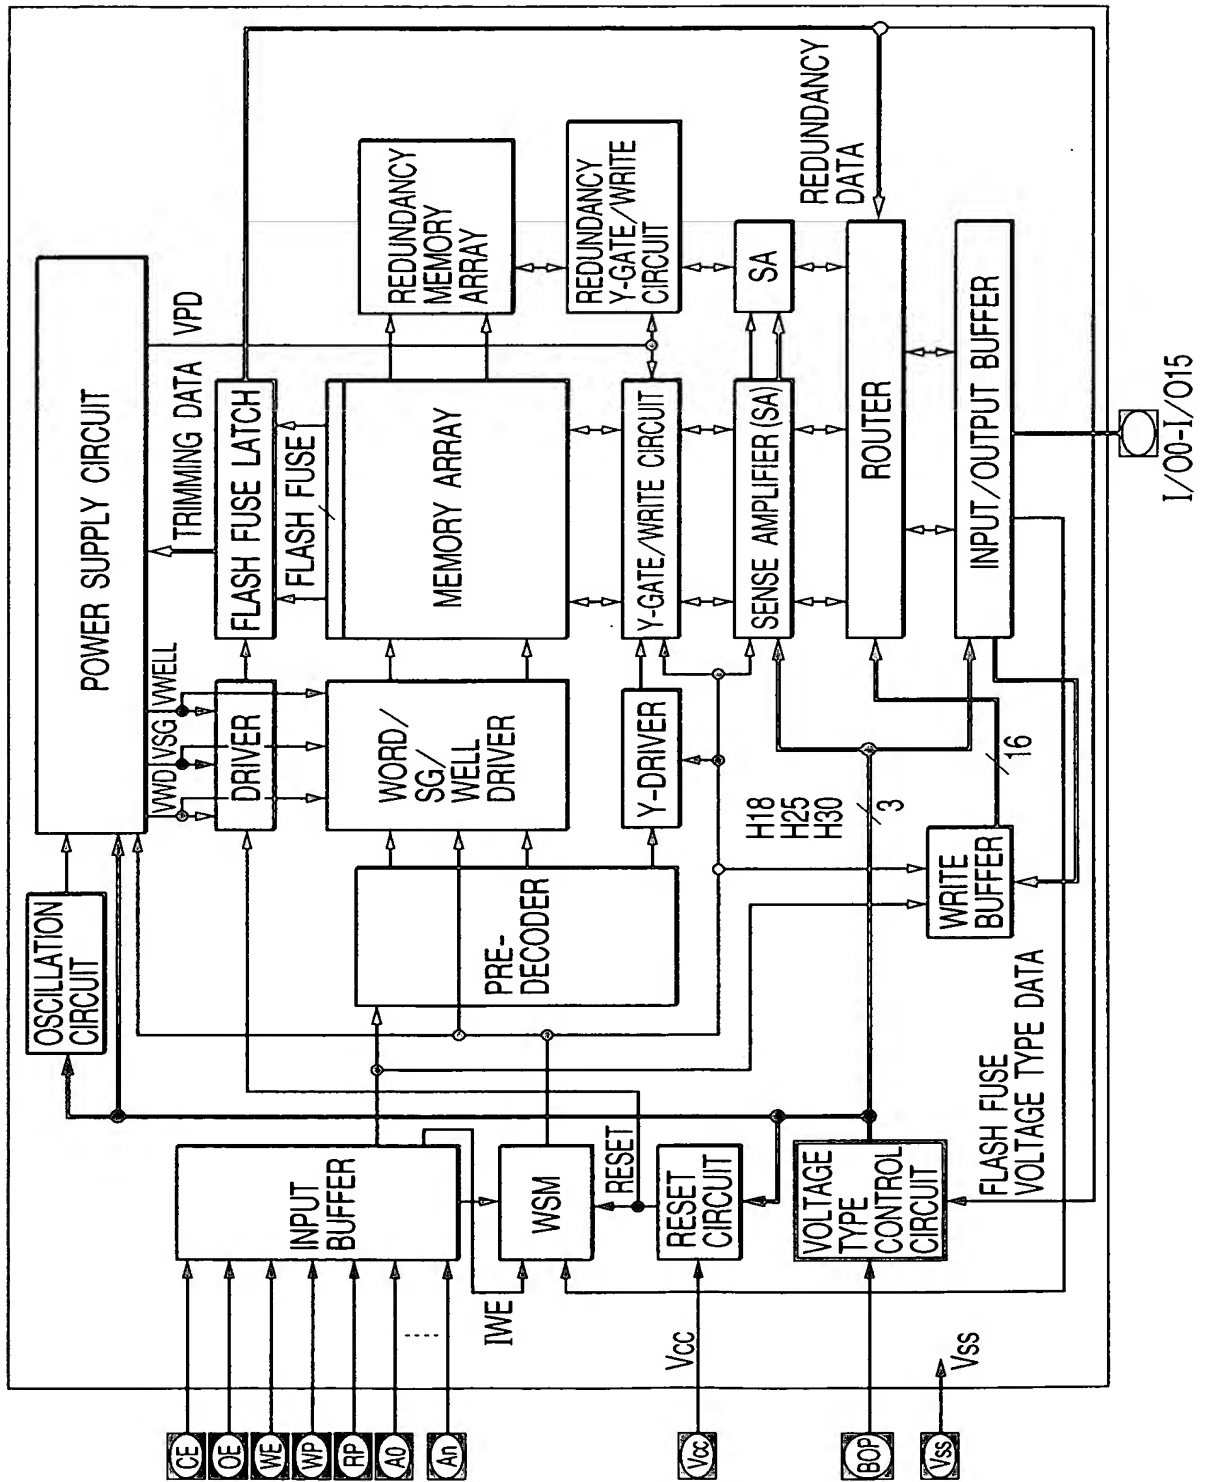 CE
OE
WE
WP
RP
A0
An
Vcc
BOP
Vss
.....
IWE
Vcc
Vss
INPUT
BUFFER
WSM
RESET
RESET
CIRCUIT
VOLTAGE
TYPE
CONTROL
CIRCUIT
FLASH FUSE
VOLTAGE TYPE DATA
OSCILLATION
CIRCUIT
PRE-
DECODER
WRITE
BUFFER
16
H18
H25
H30
3
POWER SUPPLY CIRCUIT
VWD
VSG
VWELL
DRIVER
WORD/
SG/
WELL
DRIVER
Y-DRIVER
TRIMMING DATA
VPD
FLASH FUSE LATCH
FLASH FUSE
MEMORY ARRAY
Y-GATE/WRITE CIRCUIT
SENSE AMPLIFIER (SA)
ROUTER
INPUT/OUTPUT BUFFER
REDUNDANCY
MEMORY
ARRAY
REDUNDANCY
Y-GATE/WRITE
CIRCUIT
SA
REDUNDANCY
DATA
I/O0-I/O15